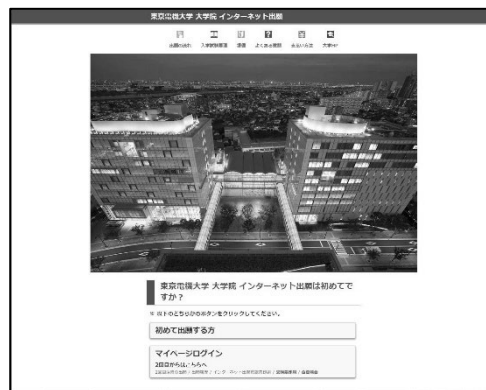 東京電機大学 大学院 インターネット出願
出願の流れ 入学試験要項 願書 よくある質問 支払い方法 大学HP
東京電機大学 大学院 インターネット出願は初めてで
すか？
※ 以下のどちらかのボタンをクリックしてください。
初めて出願する方
マイページログイン
2回目からはこちらへ